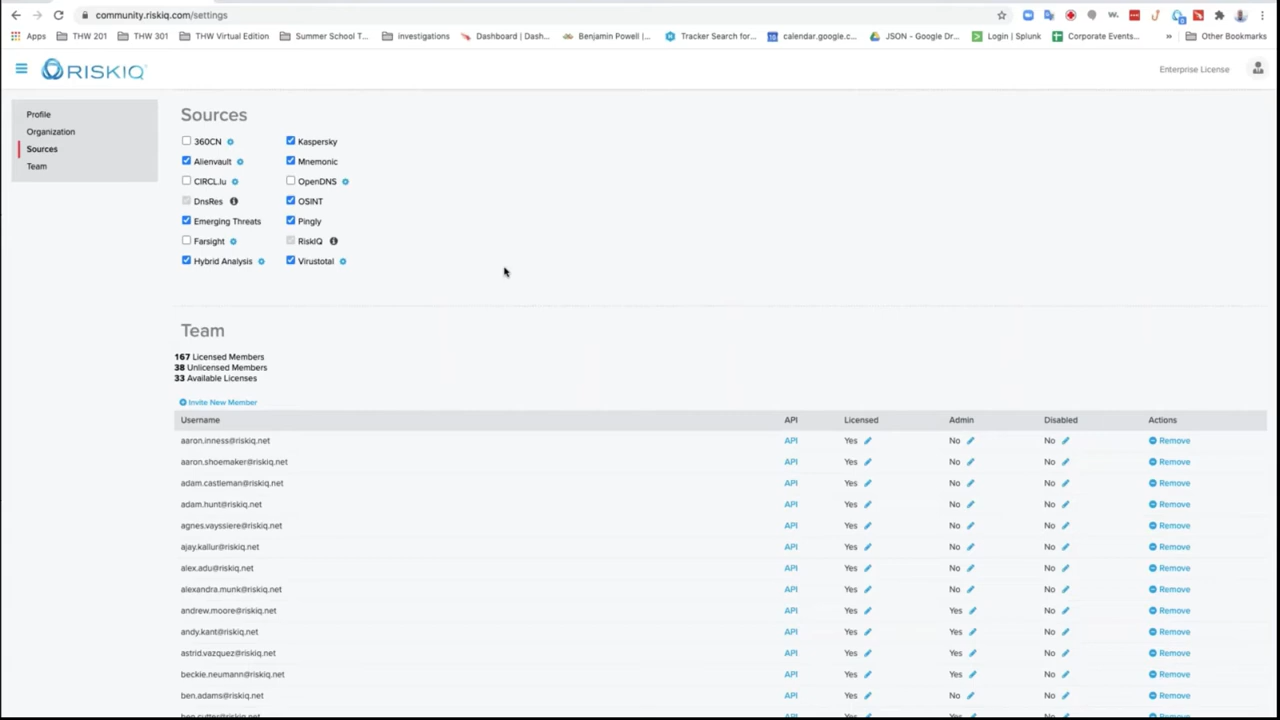 community.riskiq.com/settings
Apps THW 201 THW 301 THW Virtual Edition Summer School T... investigations Dashboard | Dash... Benjamin Powell |... Tracker Search for... calendar.google.c... JSON - Google Dr... Login | Splunk Corporate Events... » Other Bookmarks
RISKIQ Enterprise License
Profile
Organization
Sources
Team
Sources
360CN Kaspersky
Alienvault Mnemonic
CIRCL.lu OpenDNS
DnsRes OSINT
Emerging Threats Pingly
Farsight RiskIQ
Hybrid Analysis Virustotal
Team
167 Licensed Members
38 Unlicensed Members
33 Available Licenses
Invite New Member
Username API Licensed Admin Disabled Actions
aaron.inness@riskiq.net API Yes No No Remove
aaron.shoemaker@riskiq.net API Yes No No Remove
adam.castleman@riskiq.net API Yes No No Remove
adam.hunt@riskiq.net API Yes No No Remove
agnes.vayssiere@riskiq.net API Yes No No Remove
ajay.kallur@riskiq.net API Yes No No Remove
alex.adu@riskiq.net API Yes No No Remove
alexandra.munk@riskiq.net API Yes No No Remove
andrew.moore@riskiq.net API Yes Yes No Remove
andy.kant@riskiq.net API Yes Yes No Remove
astrid.vazquez@riskiq.net API Yes Yes No Remove
beckie.neumann@riskiq.net API Yes Yes No Remove
ben.adams@riskiq.net API Yes No No Remove